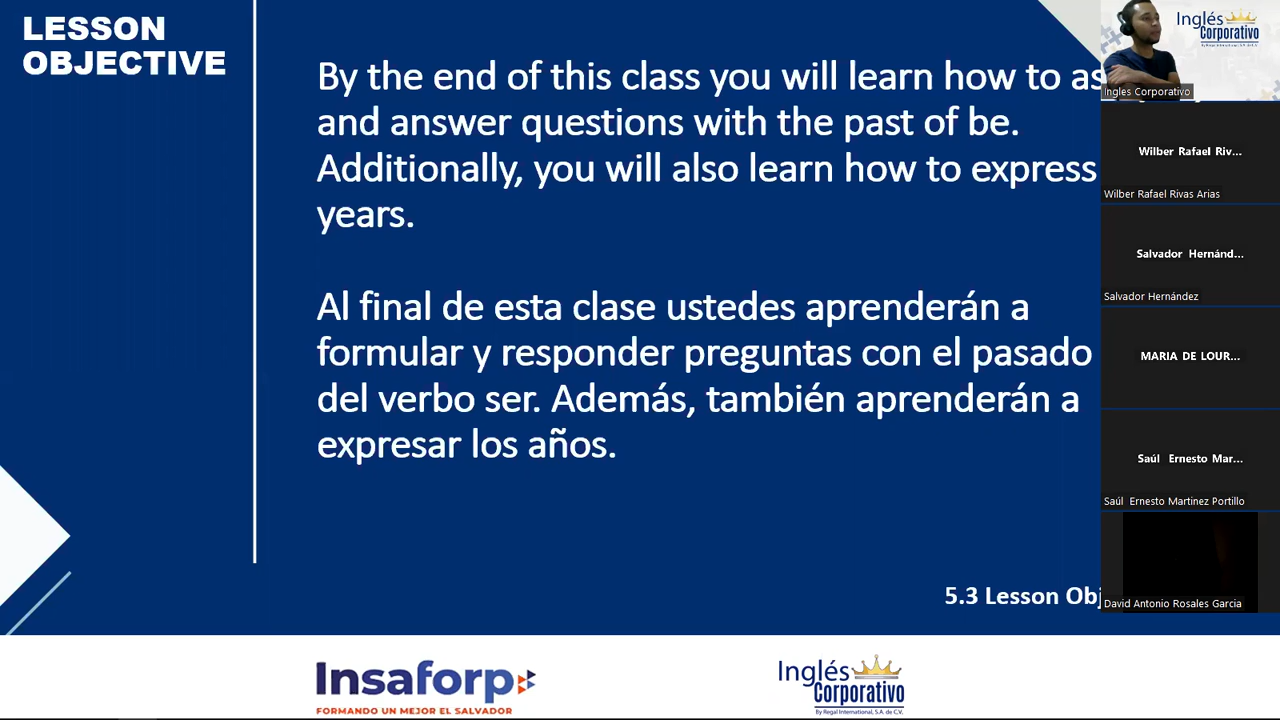 LESSON
OBJECTIVE
By the end of this class you will learn how to as
and answer questions with the past of be.
Additionally, you will also learn how to express
years.
Al final de esta clase ustedes aprenderán a
formular y responder preguntas con el pasado
del verbo ser. Además, también aprenderán a
expresar los años.
5.3 Lesson Obj
Insaforp
FORMANDO UN MEJOR EL SALVADOR
Inglés
Corporativo
By Regal International, S.A. de C.V.
Inglés
Corporativo
Ingles Corporativo
Wilber Rafael Riv...
Wilber Rafael Rivas Arias
Salvador Hernánd...
Salvador Hernández
MARIA DE LOUR...
Saúl Ernesto Mar...
Saúl Ernesto Martinez Portillo
David Antonio Rosales Garcia